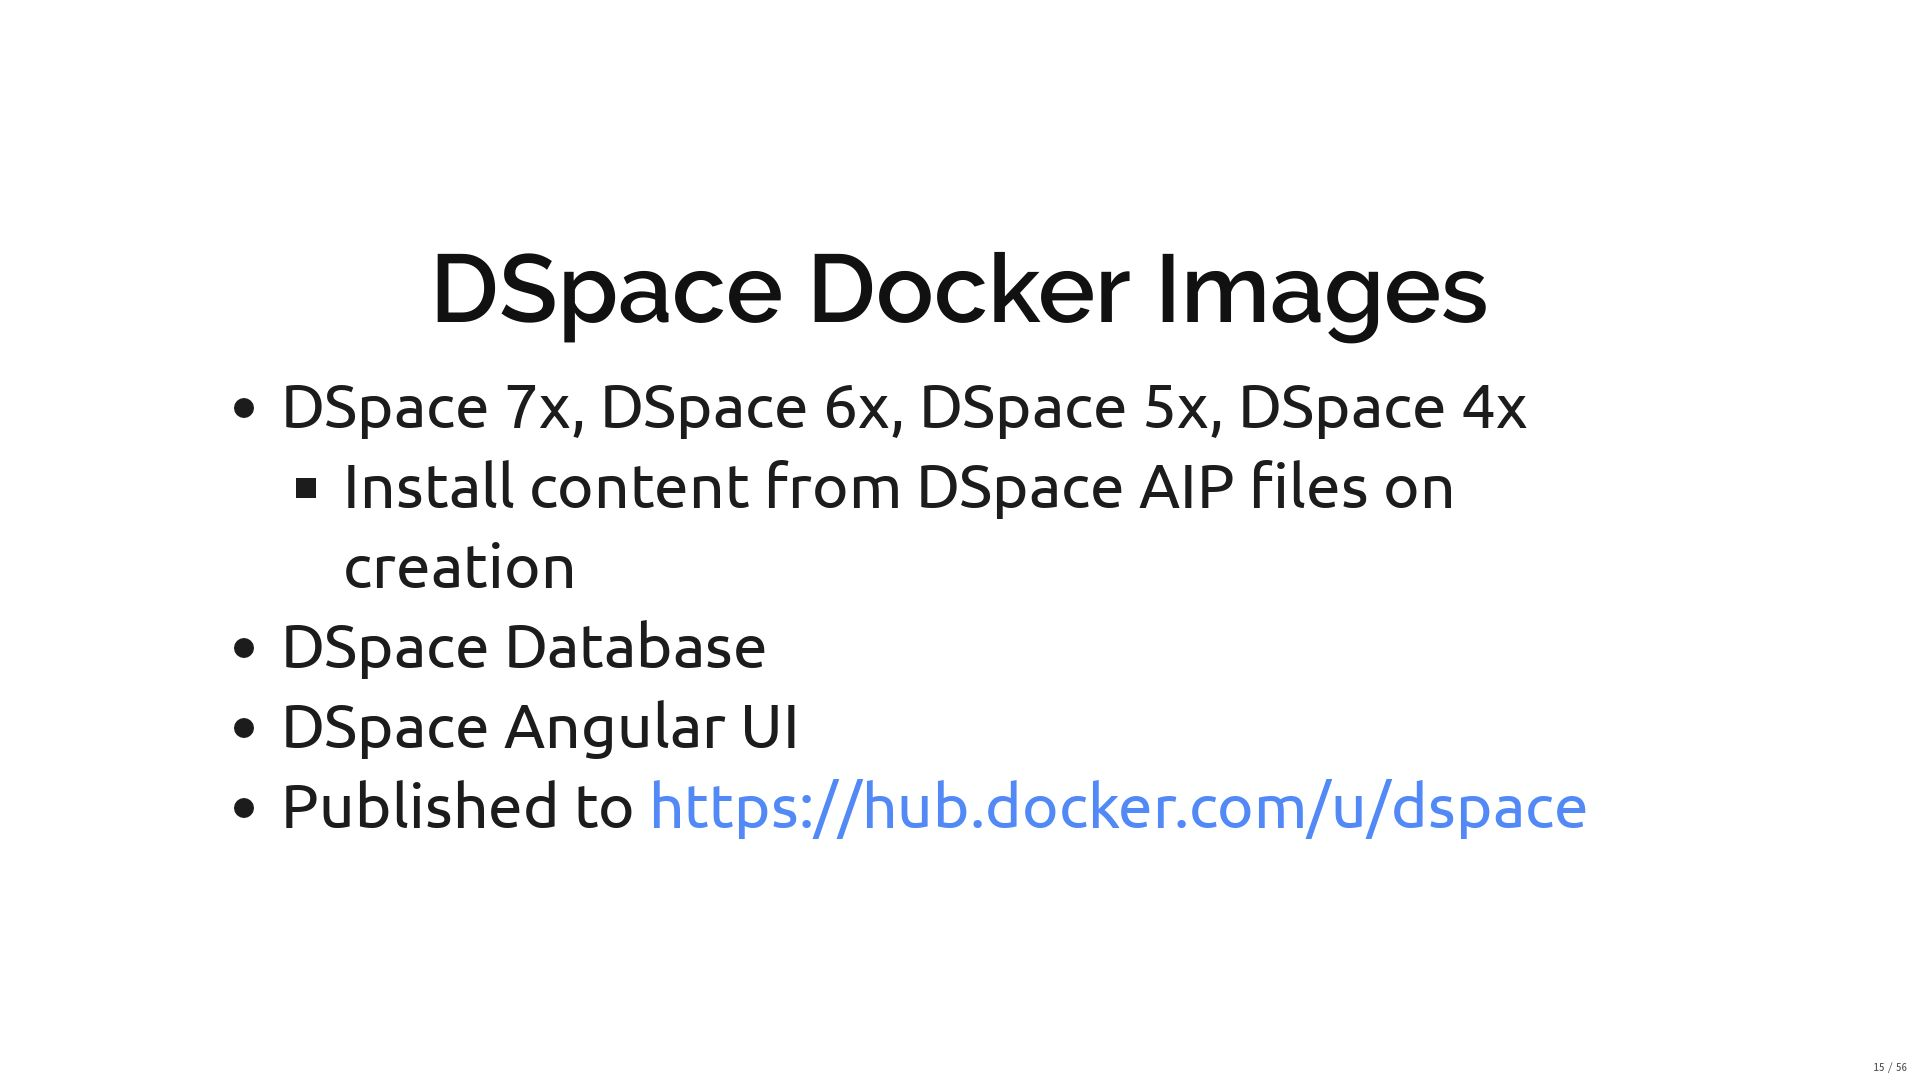 DSpace Docker Images
DSpace 7x, DSpace 6x, DSpace 5x, DSpace 4x
Install content from DSpace AIP files on
creation
DSpace Database
DSpace Angular UI
Published to https://hub.docker.com/u/dspace
15 / 56